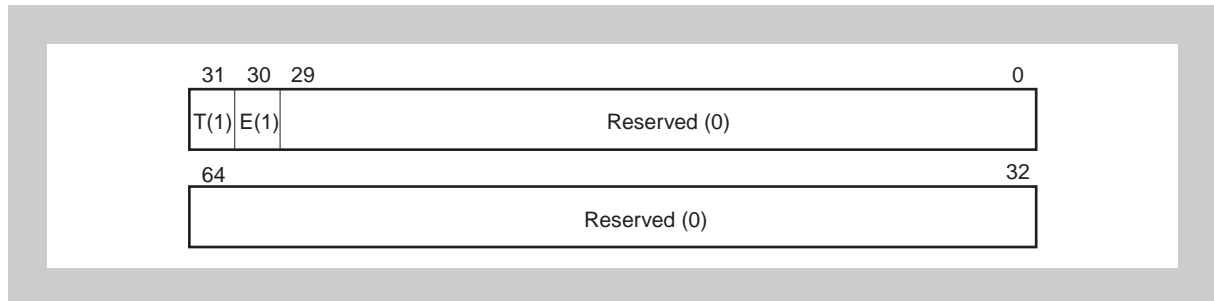 31 30 29 0
T(1) E(1) Reserved (0)
64 32
Reserved (0)